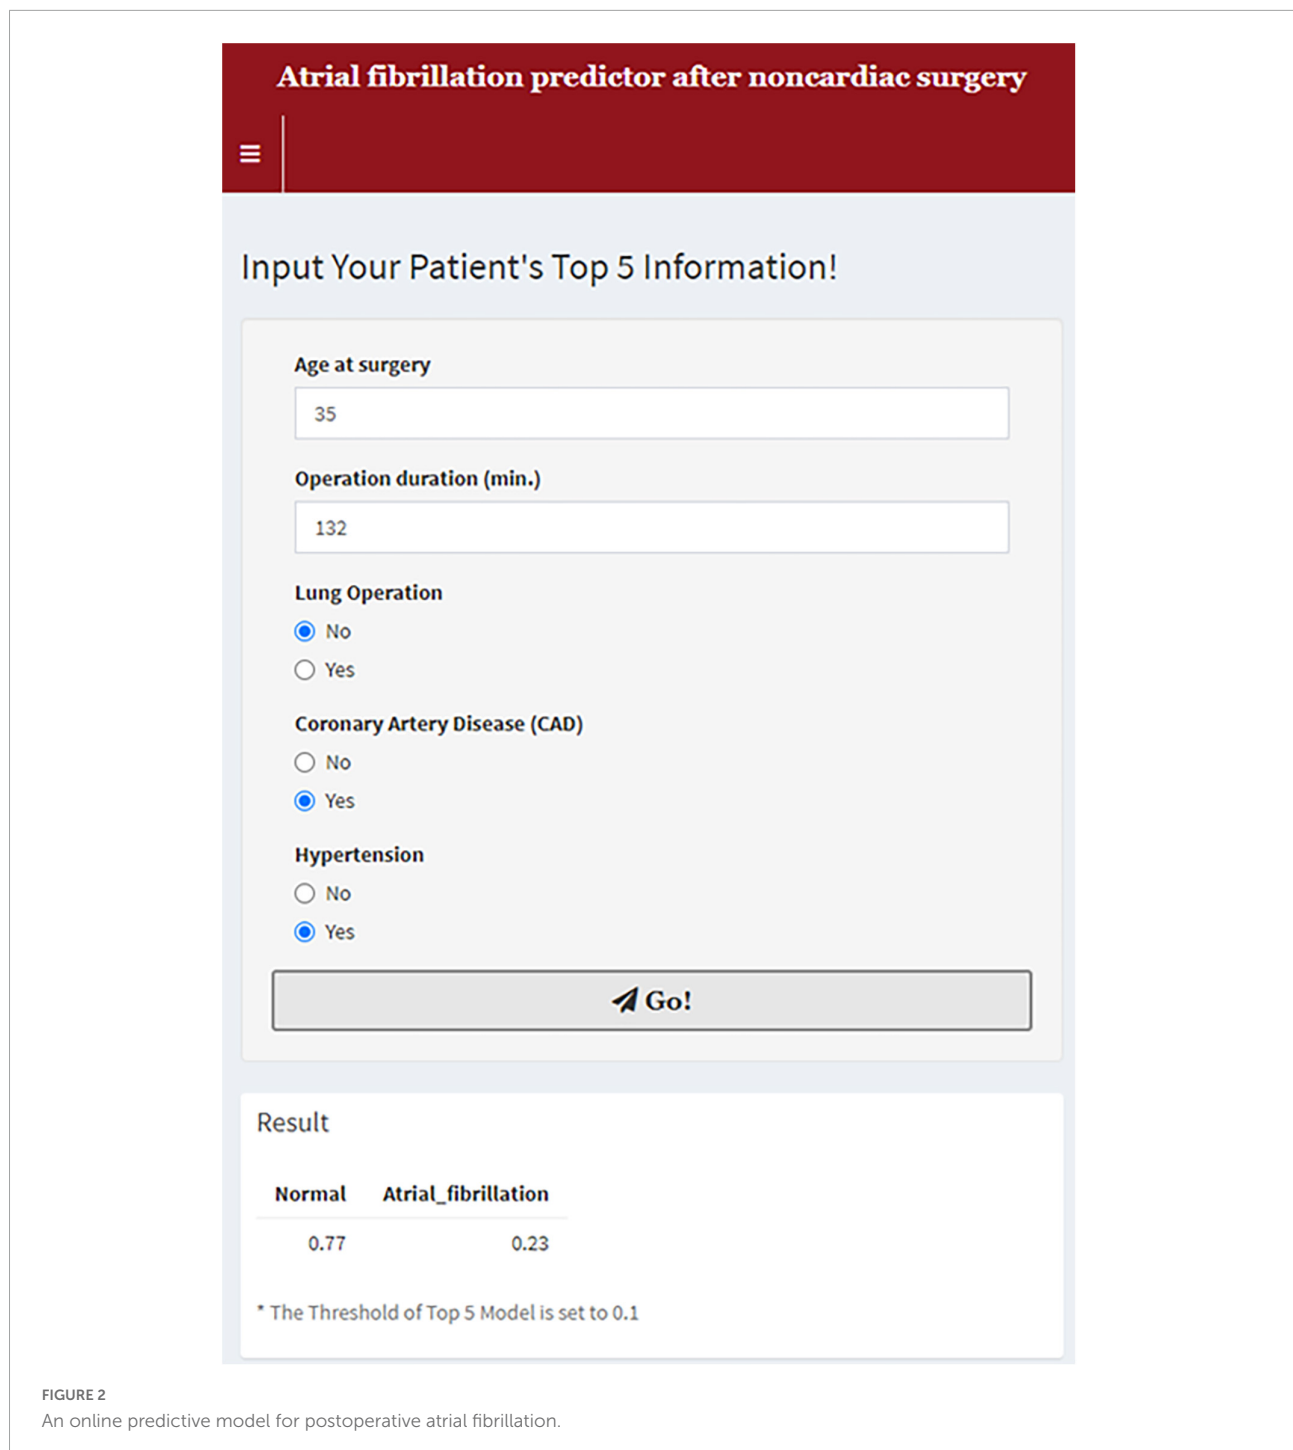 Atrial fibrillation predictor after noncardiac surgery
Input Your Patient's Top 5 Information!
Age at surgery
35
Operation duration (min.)
132
Lung Operation
No
Yes
Coronary Artery Disease (CAD)
No
Yes
Hypertension
No
Yes
Go!
Result
Normal Atrial_fibrillation
0.77 0.23
* The Threshold of Top 5 Model is set to 0.1
FIGURE 2
An online predictive model for postoperative atrial fibrillation.